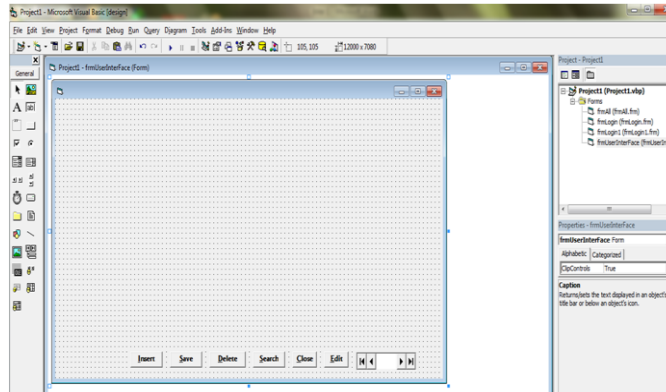 Project1 - Microsoft Visual Basic [design]
File Edit View Project Format Debug Run Query Diagram Tools Add-Ins Window Help
105, 105 12000 x 7080
General
A
Project1 - frmUserInterFace (Form)
Insert Save Delete Search Close Edit
Project - Project1
Project1 (Project1.vbp)
Forms
frmAll (frmAll.frm)
frmLogin (frmLogin.frm)
frmLogin1 (frmLogin1.frm)
frmUserInterFace (frmUserIn
Properties - frmUserInterFace
frmUserInterFace Form
Alphabetic Categorized
ClipControls True
Caption
Returns/sets the text displayed in an object's
title bar or below an object's icon.